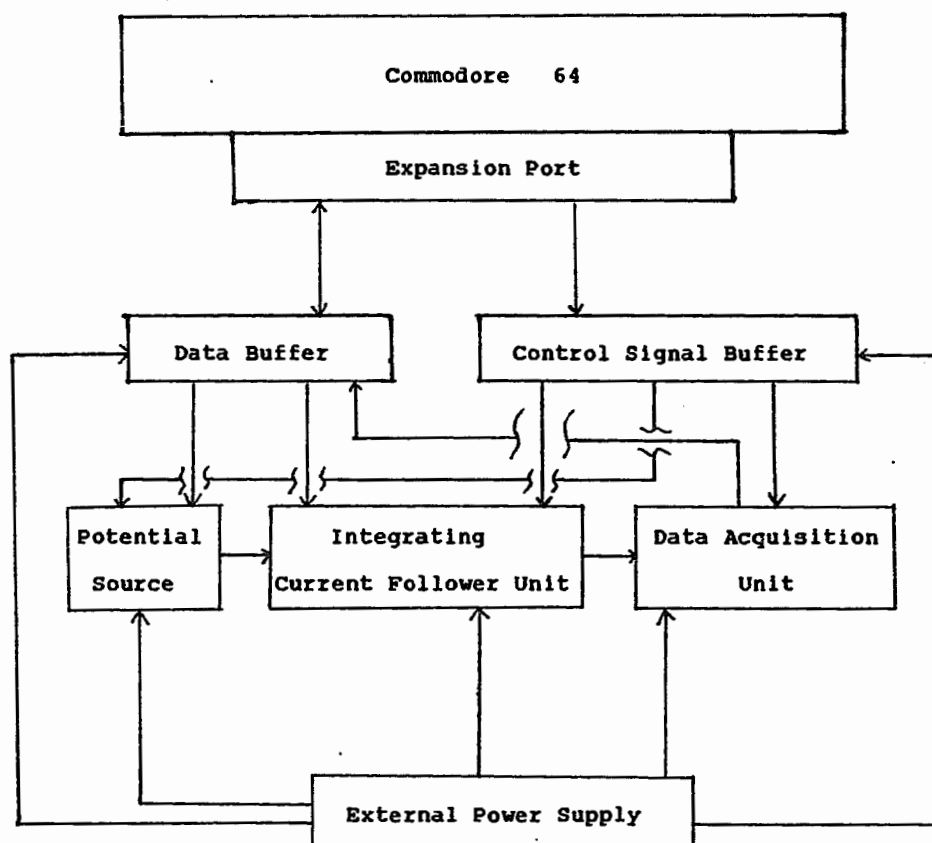 Commodore 64
Expansion Port
Data Buffer
Control Signal Buffer
Potential
Source
Integrating
Current Follower Unit
Data Acquisition
Unit
External Power Supply